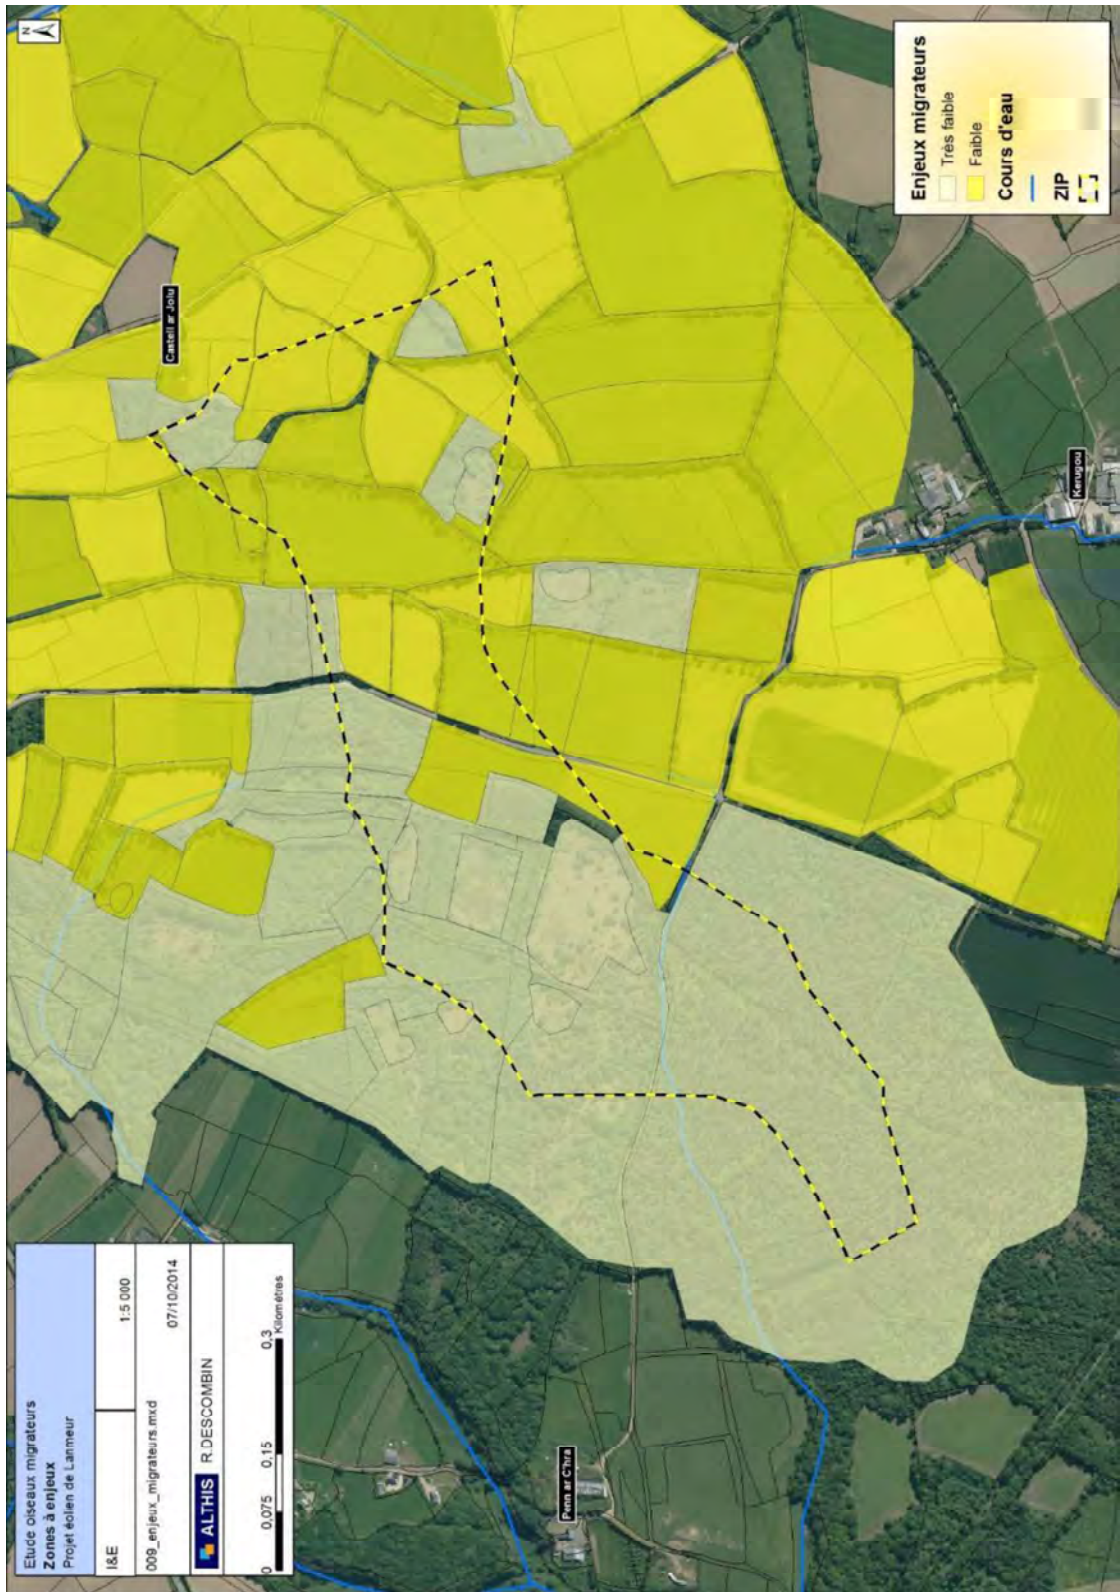 Etude oiseaux migrateurs
Zones à enjeux
Projet éolien de Lanmeur
I&E
1:5 000
009_enjeux_migrateurs.mxd
07/10/2014
ALTHIS R.DESCOMBIN
0 0,075 0,15 0,3
Kilomètres
Penn ar C'hra
Castell ar Jolu
Kerugou
N
Enjeux migrateurs
Très faible
Faible
Cours d'eau
ZIP